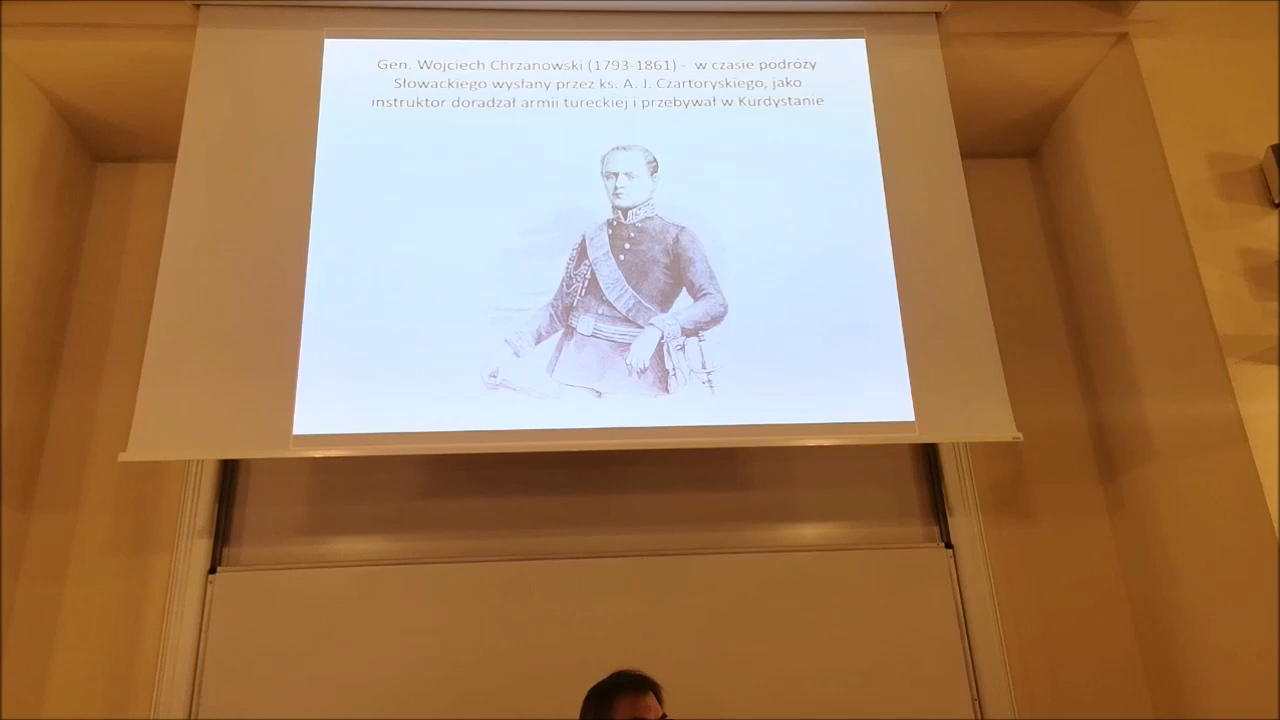 Gen. Wojciech Chrzanowski (1793-1861) - w czasie podróży
Słowackiego wysłany przez ks. A. J. Czartoryskiego, jako
instruktor doradzał armii tureckiej i przebywał w Kurdystanie